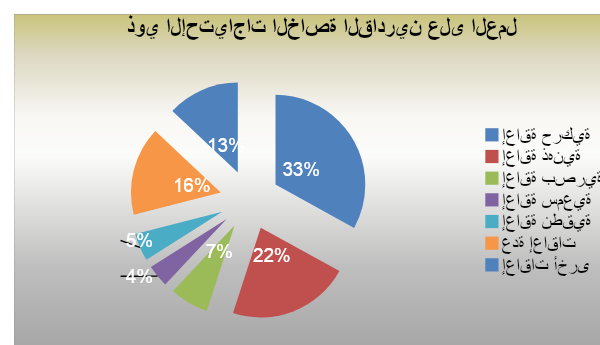 ذوي الإحتياجات الخاصة القادرين على العمل
33%
22%
7%
4%
5%
16%
13%
إعاقة حركية
إعاقة ذهنية
إعاقة بصرية
إعاقة سمعية
إعاقة نطقية
عدة إعاقات
إعاقات أخرى